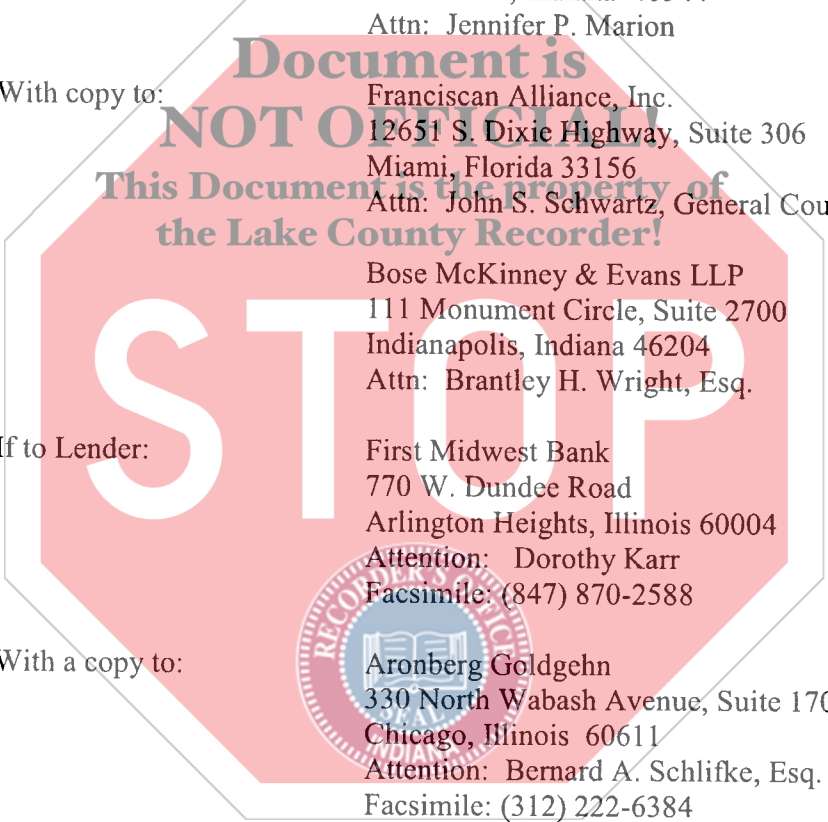 Attn: Jennifer P. Marion
Document is
With copy to: Franciscan Alliance, Inc.
NOT OFFICIAL!
12651 S. Dixie Highway, Suite 306
Miami, Florida 33156
This Document is the property of
Attn: John S. Schwartz, General Cou
the Lake County Recorder!
Bose McKinney & Evans LLP
111 Monument Circle, Suite 2700
Indianapolis, Indiana 46204
Attn: Brantley H. Wright, Esq.
STOP
If to Lender: First Midwest Bank
770 W. Dundee Road
Arlington Heights, Illinois 60004
Attention: Dorothy Karr
Facsimile: (847) 870-2588
RECORDER'S OFFICE
With a copy to: Aronberg Goldgehn
330 North Wabash Avenue, Suite 170
SEAL
Chicago, Illinois 60611
INDIANA
Attention: Bernard A. Schlifke, Esq.
Facsimile: (312) 222-6384